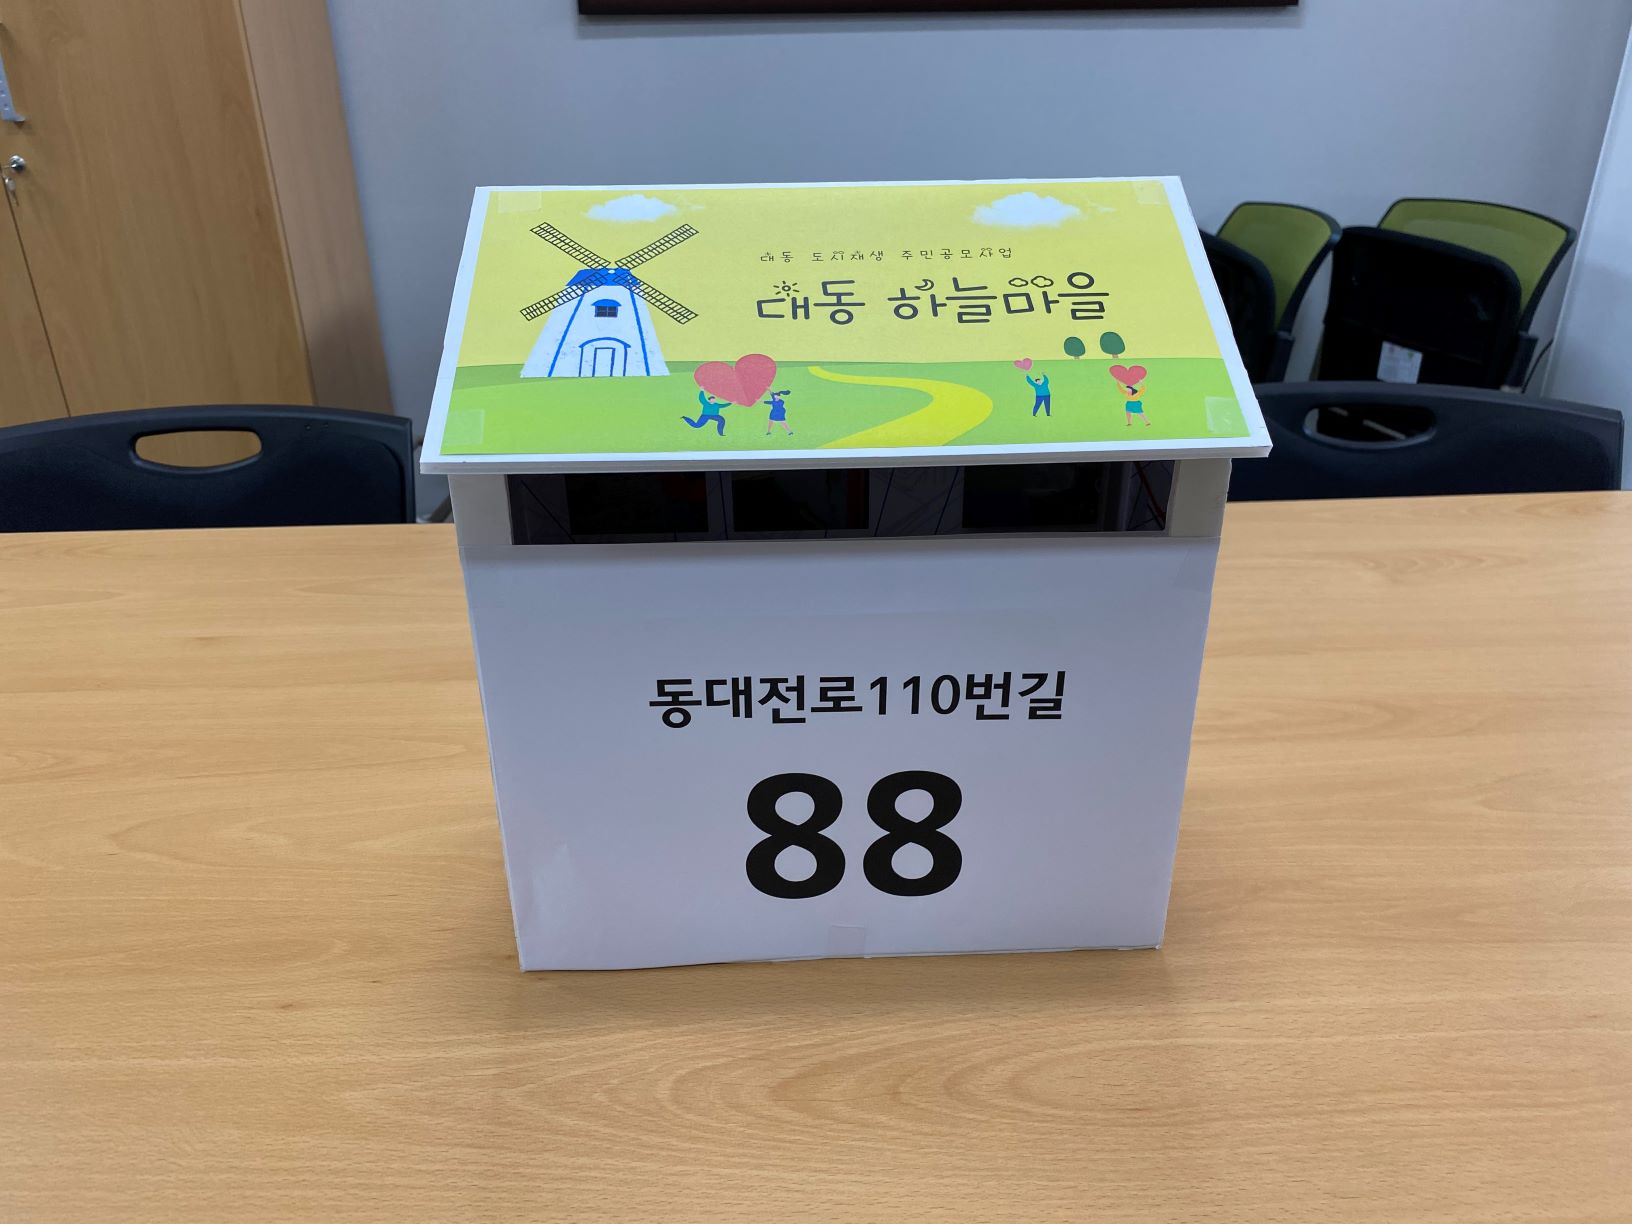 대동 도시재생 주민공모사업
대동 하늘마을
동대전로110번길
88